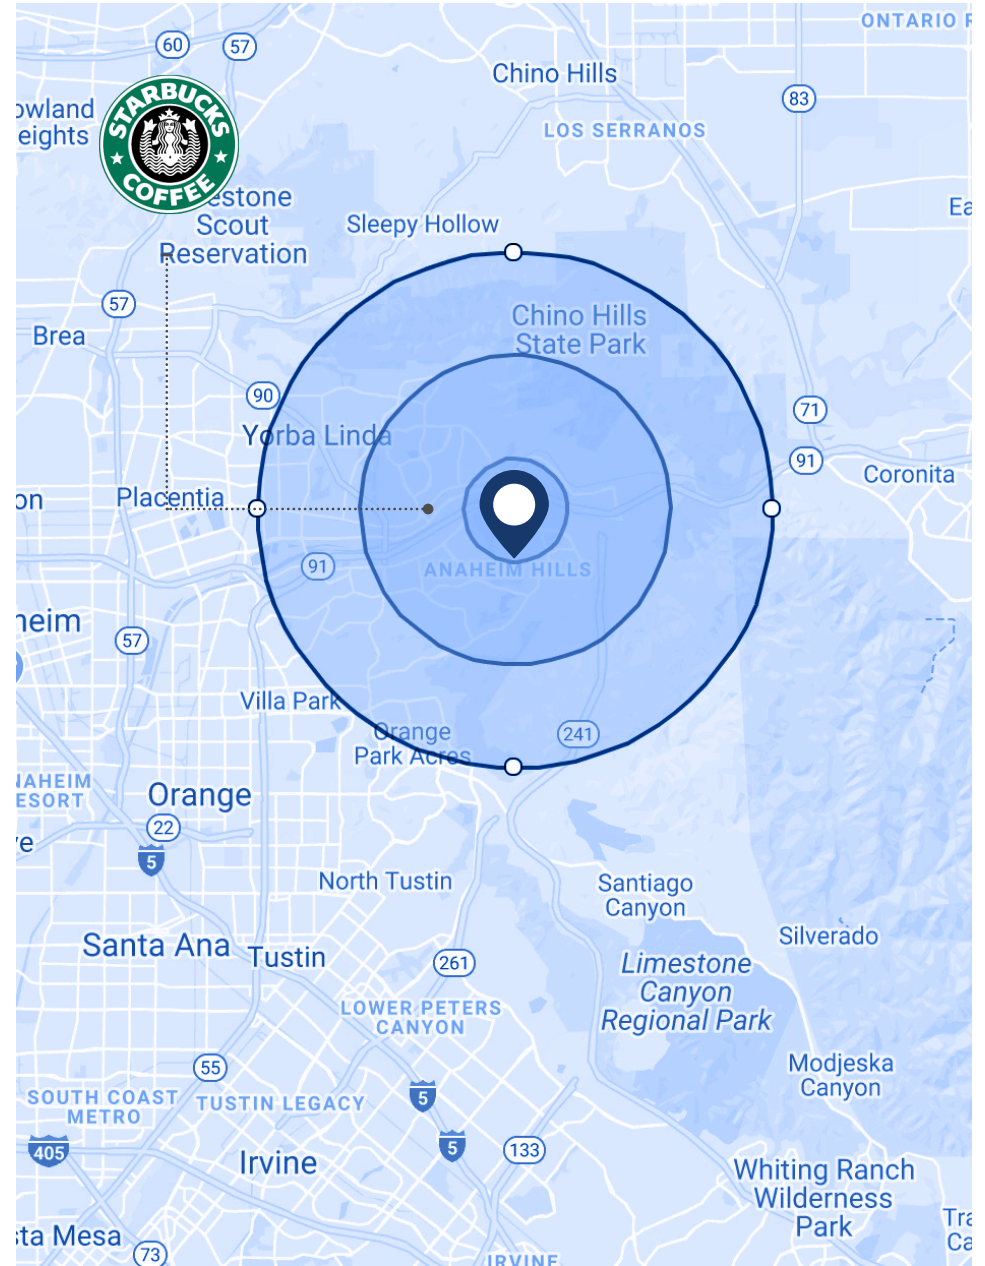 60
57
ONTARIO R
Chino Hills
83
owland
eights
STARBUCKS
COFFEE
LOS SERRANOS
estone
Scout
Reservation
Ea
Sleepy Hollow
57
Brea
Chino Hills
State Park
90
71
Yorba Linda
91
Coronita
on
Placentia
91
ANAHEIM HILLS
heim
57
Villa Park
Orange
Park Acres
241
NAHEIM
ESORT
Orange
22
5
North Tustin
Santiago
Canyon
Santa Ana
Tustin
261
Silverado
Limestone
Canyon
Regional Park
LOWER PETERS
CANYON
55
Modjeska
Canyon
SOUTH COAST
METRO
TUSTIN LEGACY
5
405
5
133
Irvine
Whiting Ranch
Wilderness
Park
Tra
Ca
sta Mesa
73
IRVINE